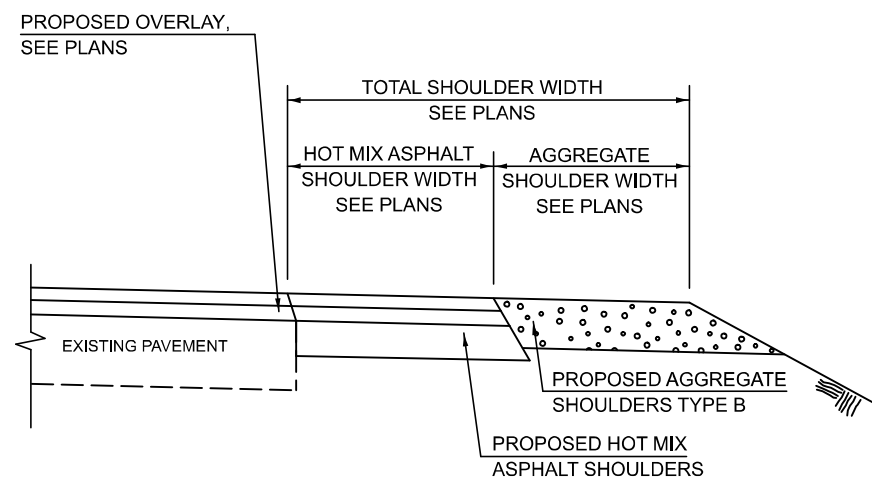 PROPOSED OVERLAY,
SEE PLANS
TOTAL SHOULDER WIDTH
SEE PLANS
HOT MIX ASPHALT
SHOULDER WIDTH
SEE PLANS
AGGREGATE
SHOULDER WIDTH
SEE PLANS
EXISTING PAVEMENT
PROPOSED AGGREGATE
SHOULDERS TYPE B
PROPOSED HOT MIX
ASPHALT SHOULDERS